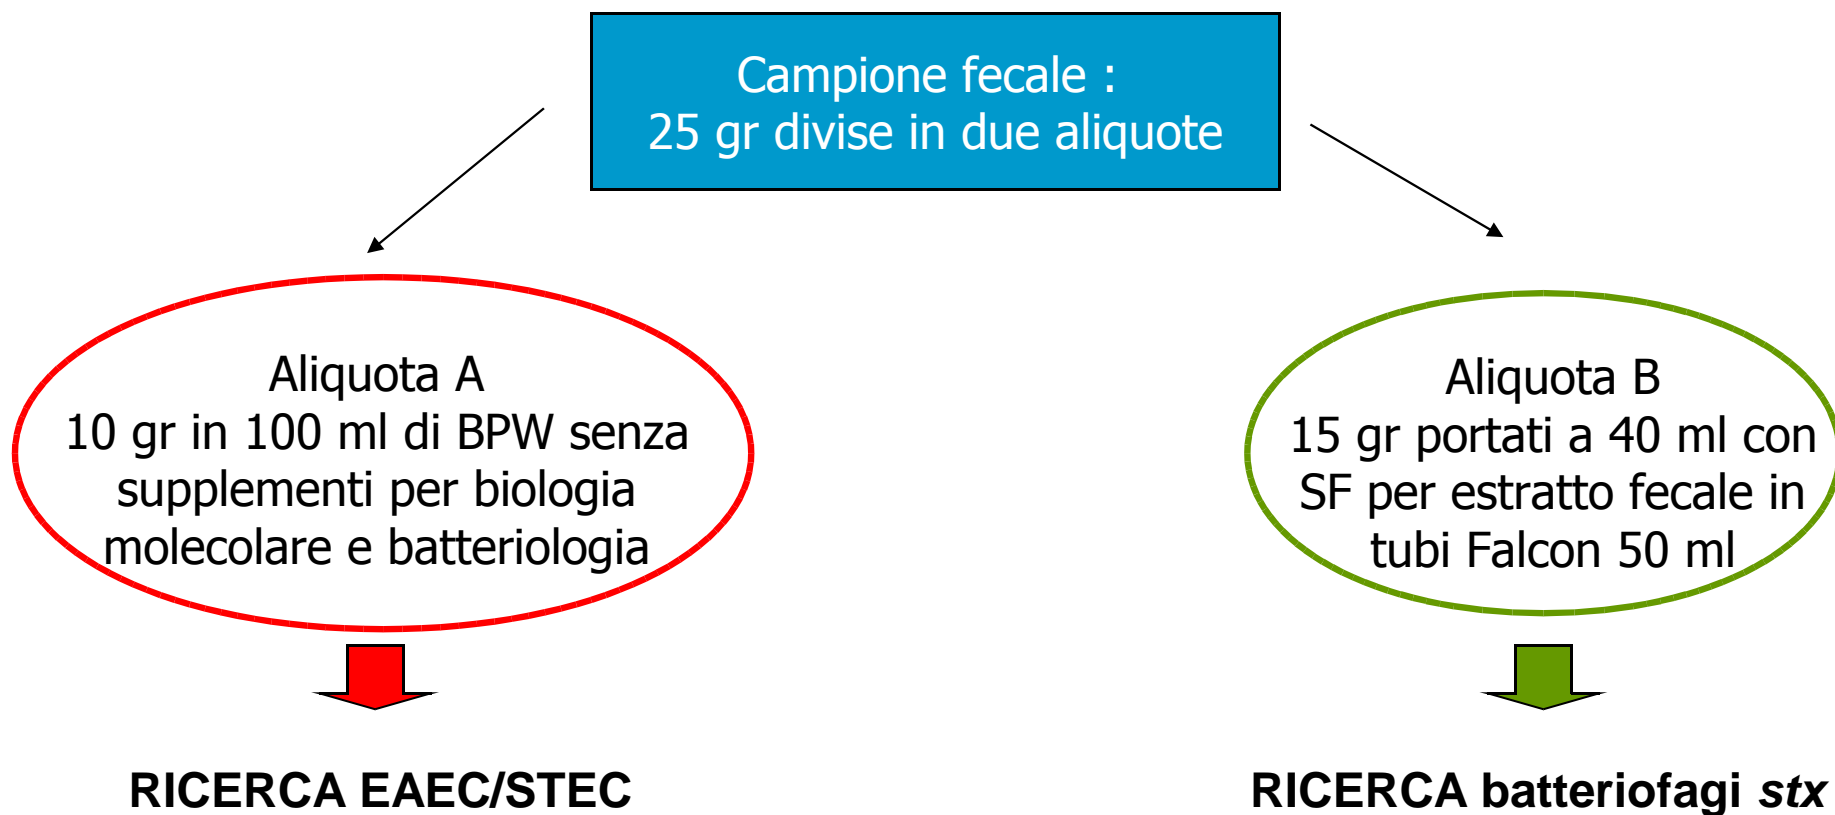 Campione fecale :
25 gr divise in due aliquote
Aliquota A
10 gr in 100 ml di BPW senza
supplementi per biologia
molecolare e batteriologia
Aliquota B
15 gr portati a 40 ml con
SF per estratto fecale in
tubi Falcon 50 ml
RICERCA EAEC/STEC
RICERCA batteriofagi stx